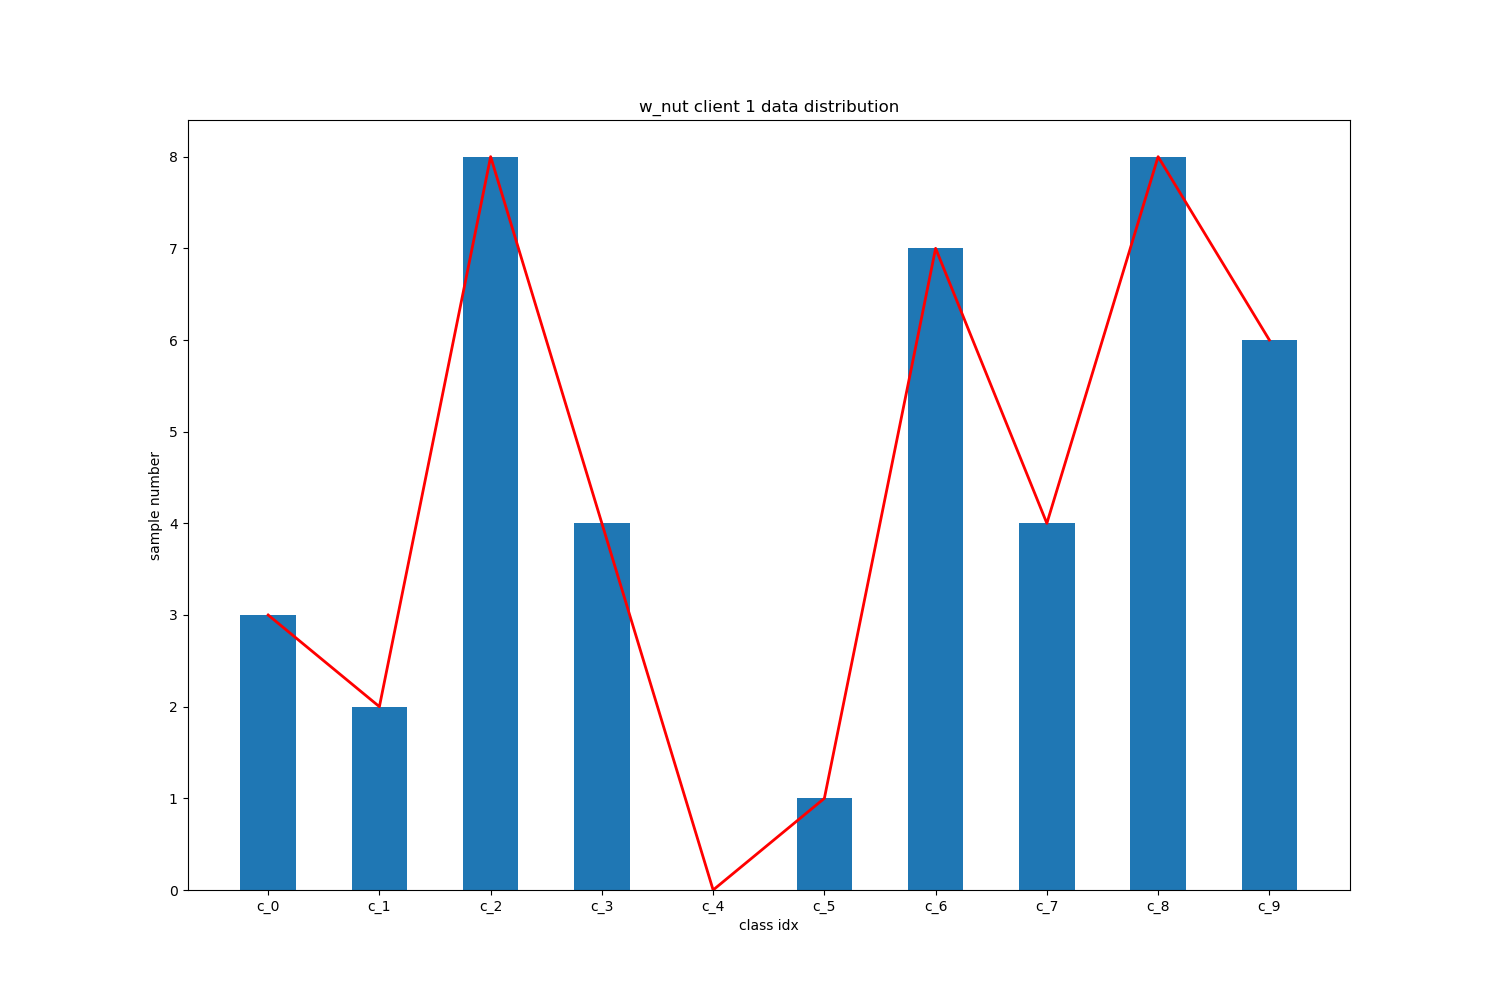 w_nut client 1 data distribution
8
7
6
5
4
3
2
1
0
sample number
c_0 c_1 c_2 c_3 c_4 c_5 c_6 c_7 c_8 c_9
class idx